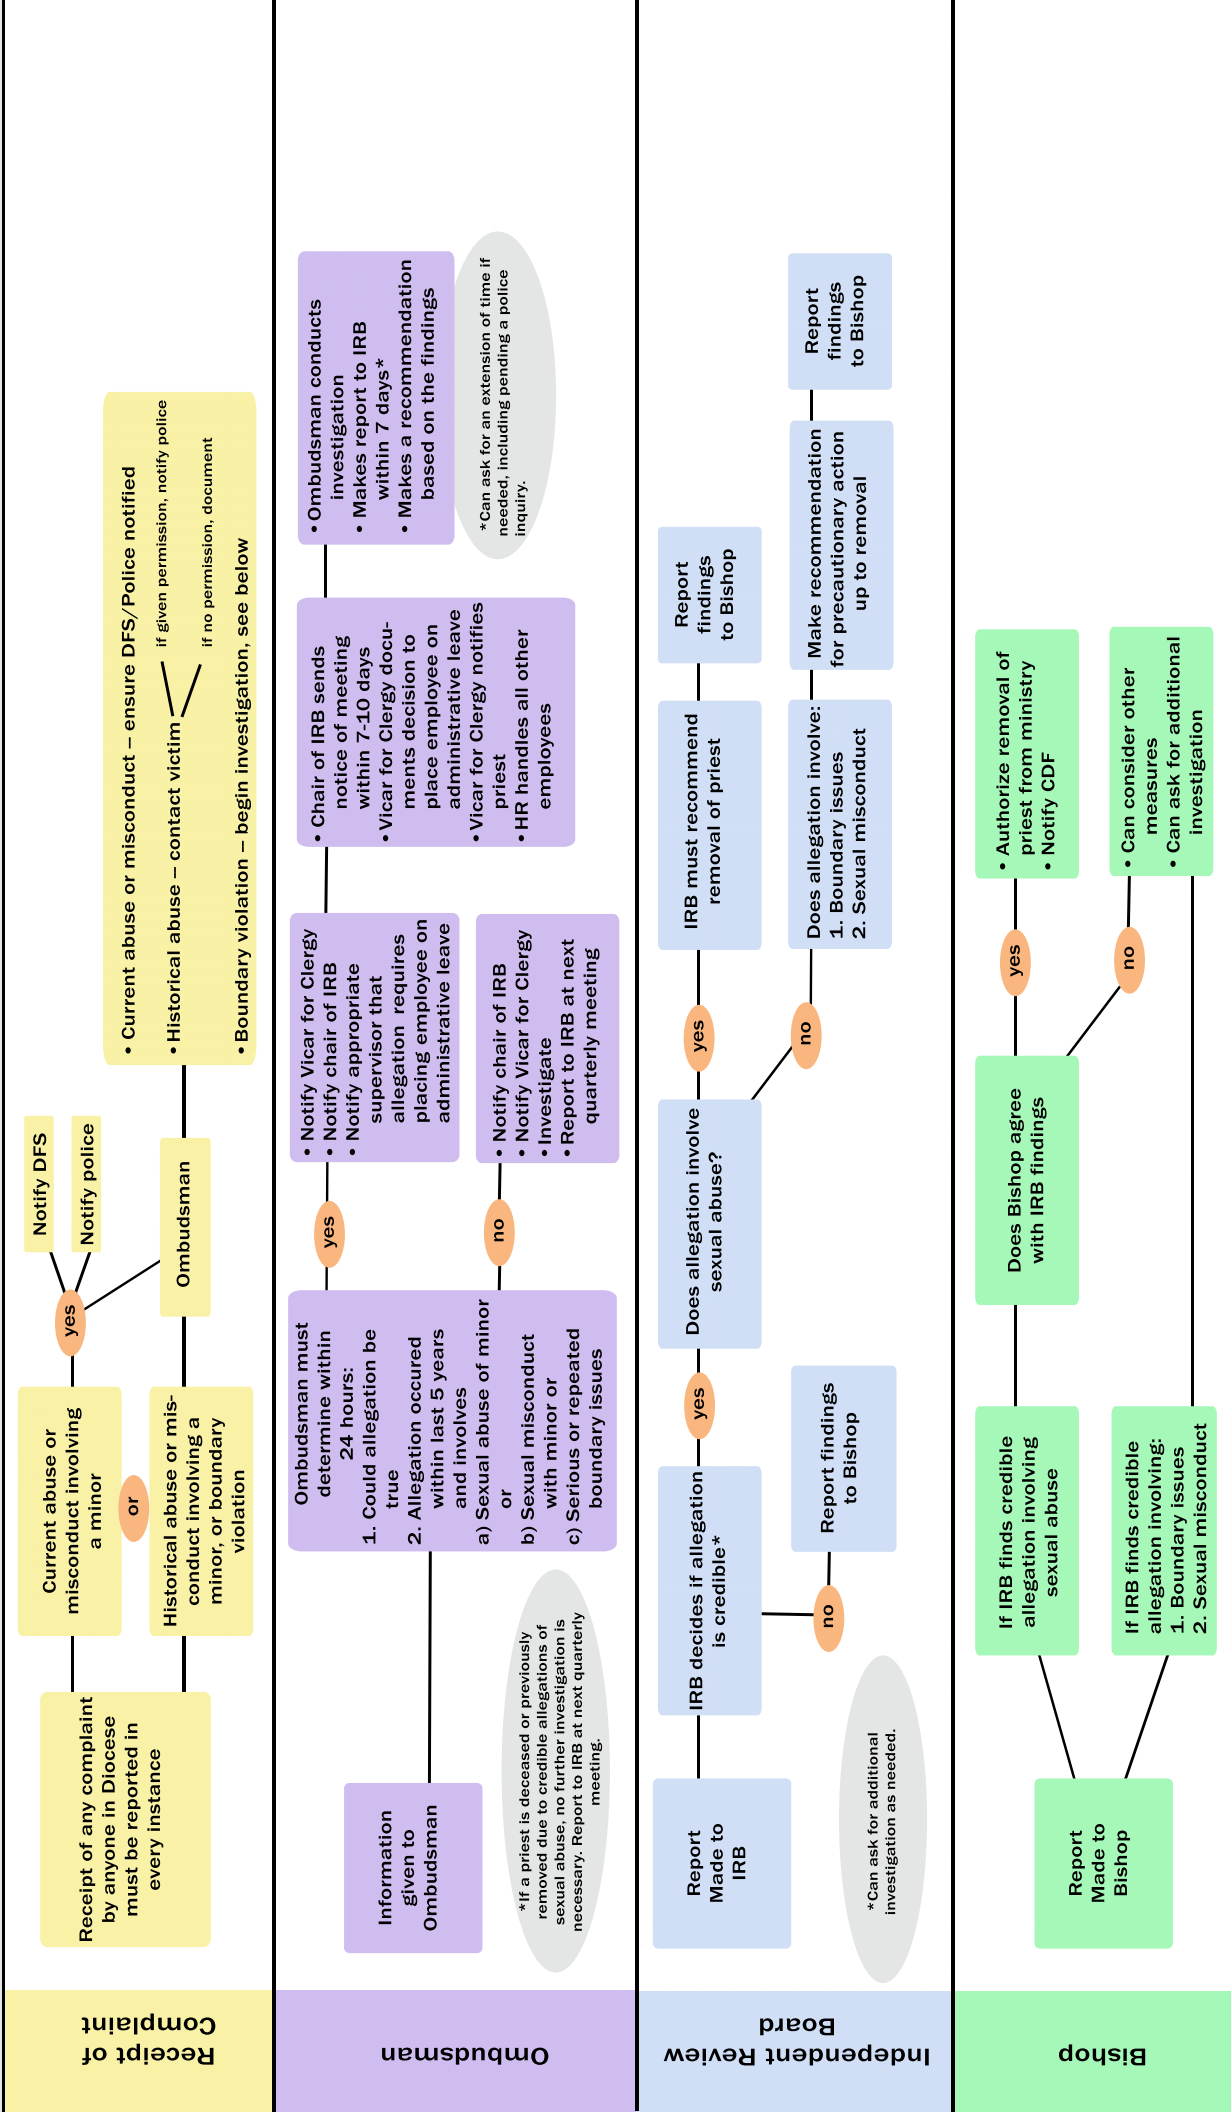 Receipt of
Complaint
Receipt of any complaint
by anyone in Diocese
must be reported in
every instance
Current abuse or
misconduct involving
a minor
or
Historical abuse or mis-
conduct involving a
minor, or boundary
violation
yes
Notify DFS
Notify police
Ombudsman
• Current abuse or misconduct – ensure DFS/Police notified
• Historical abuse – contact victim
if given permission, notify police
if no permission, document
• Boundary violation – begin investigation, see below
Ombudsman
Information
given to
Ombudsman
*If a priest is deceased or previously
removed due to credible allegations of
sexual abuse, no further investigation is
necessary. Report to IRB at next quarterly
meeting.
Ombudsman must
determine within
24 hours:
1. Could allegation be
true
2. Allegation occured
within last 5 years
and involves
a) Sexual abuse of minor
or
b) Sexual misconduct
with minor or
c) Serious or repeated
boundary issues
yes
• Notify Vicar for Clergy
• Notify chair of IRB
• Notify appropriate
supervisor that
allegation requires
placing employee on
administrative leave
no
• Notify chair of IRB
• Notify Vicar for Clergy
• Investigate
• Report to IRB at next
quarterly meeting
• Chair of IRB sends
notice of meeting
within 7-10 days
• Vicar for Clergy docu-
ments decision to
place employee on
administrative leave
• Vicar for Clergy notifies
priest
• HR handles all other
employees
• Ombudsman conducts
investigation
• Makes report to IRB
within 7 days*
• Makes a recommendation
based on the findings
*Can ask for an extension of time if
needed, including pending a police
inquiry.
Independent Review
Board
Report
Made to
IRB
*Can ask for additional
investigation as needed.
IRB decides if allegation
is credible*
no
Report findings
to Bishop
yes
Does allegation involve
sexual abuse?
yes
IRB must recommend
removal of priest
Report
findings
to Bishop
no
Does allegation involve:
1. Boundary issues
2. Sexual misconduct
Make recommendation
for precautionary action
up to removal
Report
findings
to Bishop
Bishop
Report
Made to
Bishop
If IRB finds credible
allegation involving
sexual abuse
If IRB finds credible
allegation involving:
1. Boundary issues
2. Sexual misconduct
Does Bishop agree
with IRB findings
yes
• Authorize removal of
priest from ministry
• Notify CDF
no
• Can consider other
measures
• Can ask for additional
investigation